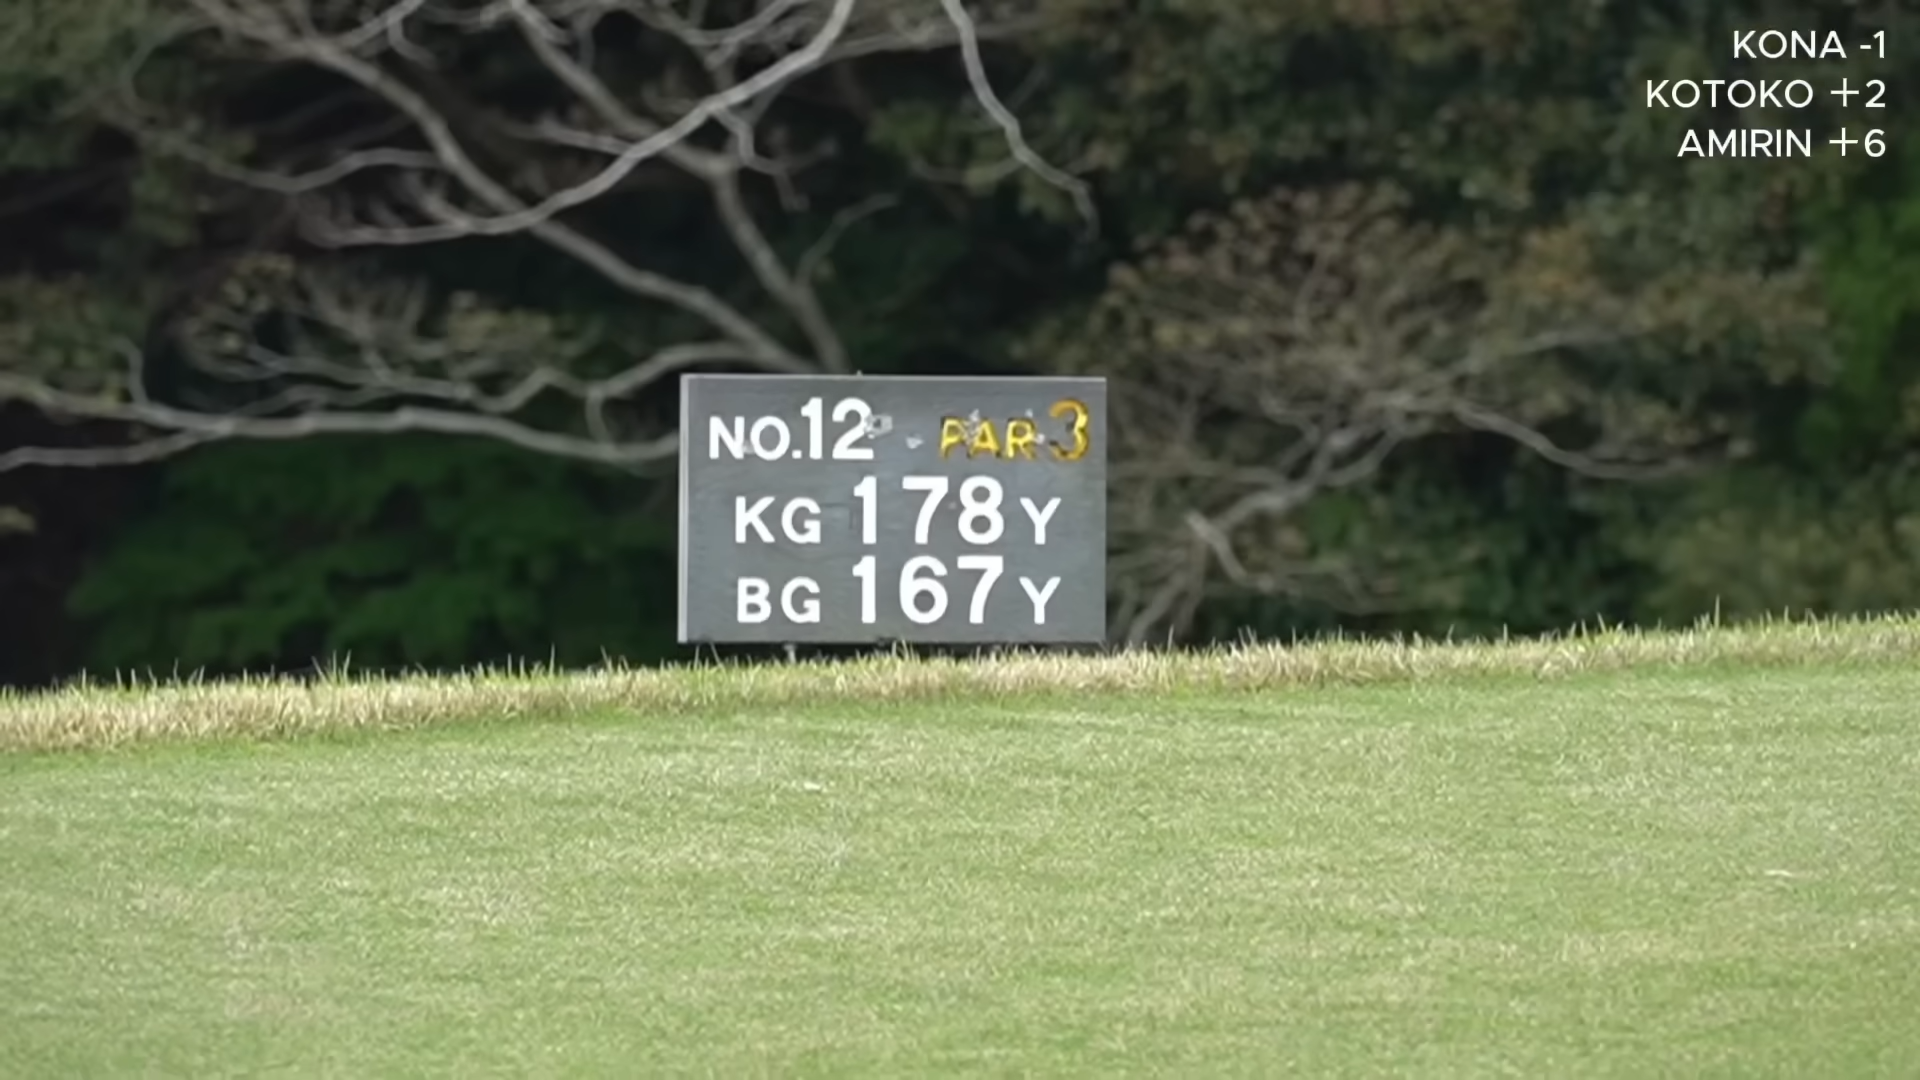 KONA -1
KOTOKO +2
AMIRIN +6
NO.12 PAR 3
KG 178 Y
BG 167 Y